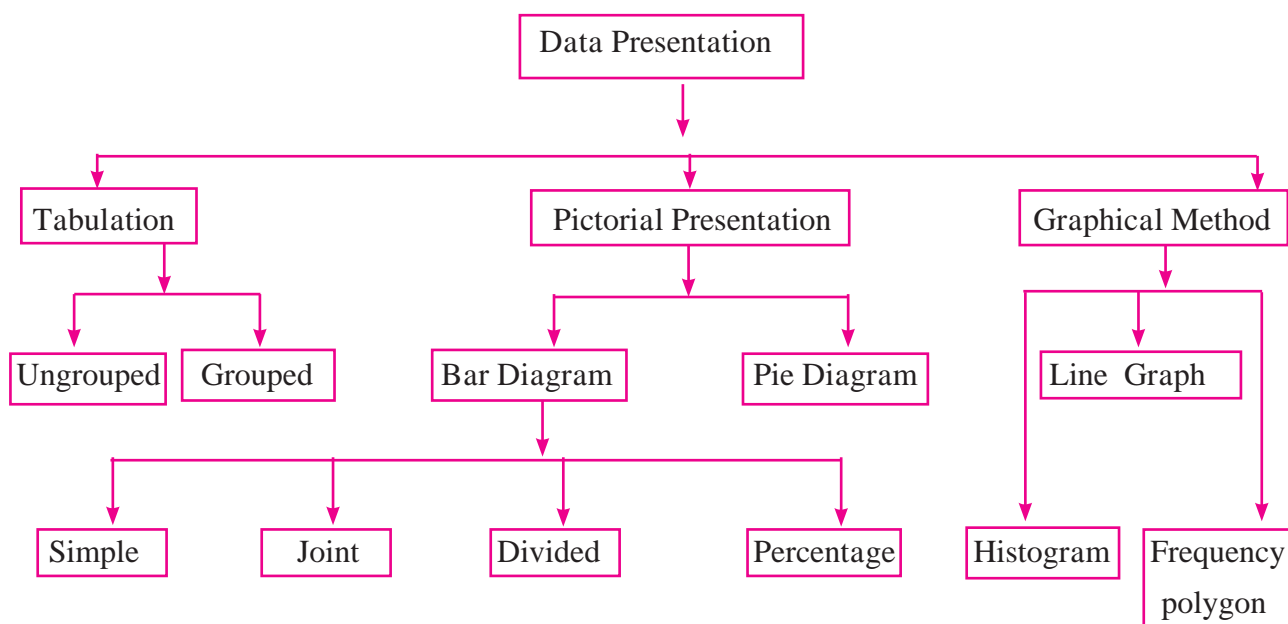 Data Presentation
Tabulation
Pictorial Presentation
Graphical Method
Ungrouped
Grouped
Bar Diagram
Pie Diagram
Line Graph
Simple
Joint
Divided
Percentage
Histogram
Frequency
polygon